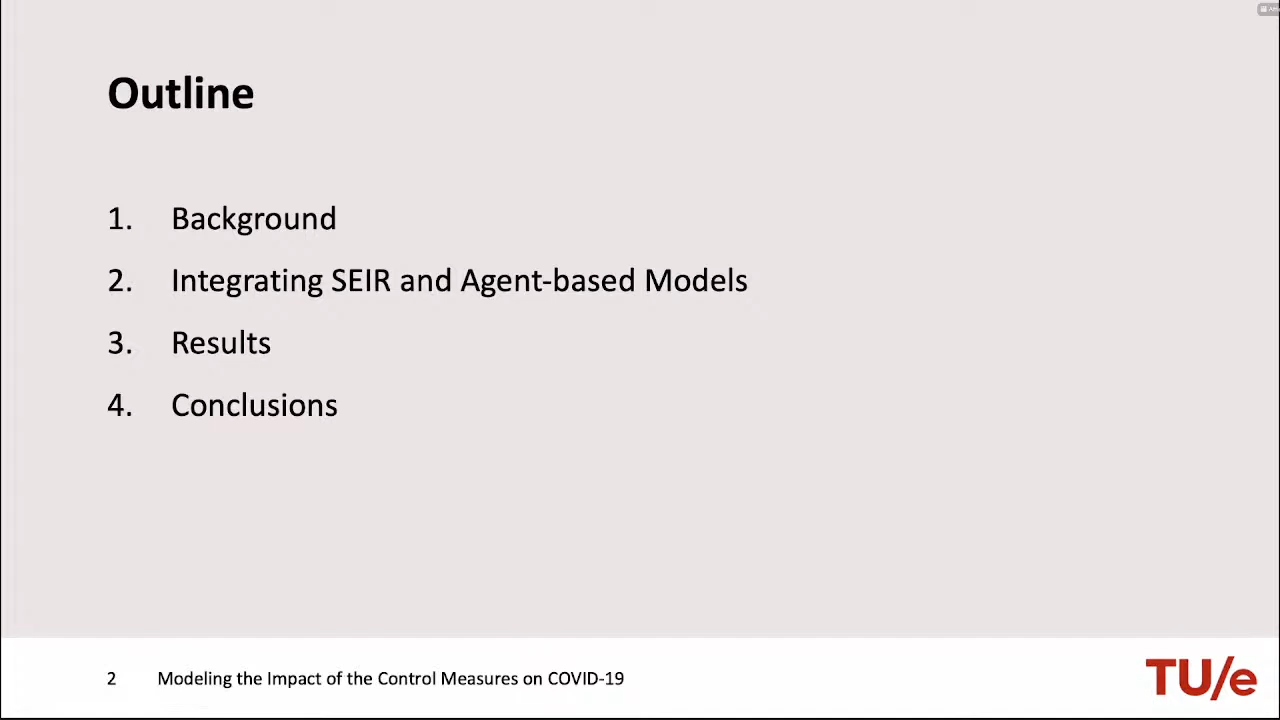 Outline
1. Background
2. Integrating SEIR and Agent-based Models
3. Results
4. Conclusions
2 Modeling the Impact of the Control Measures on COVID-19
TU/e